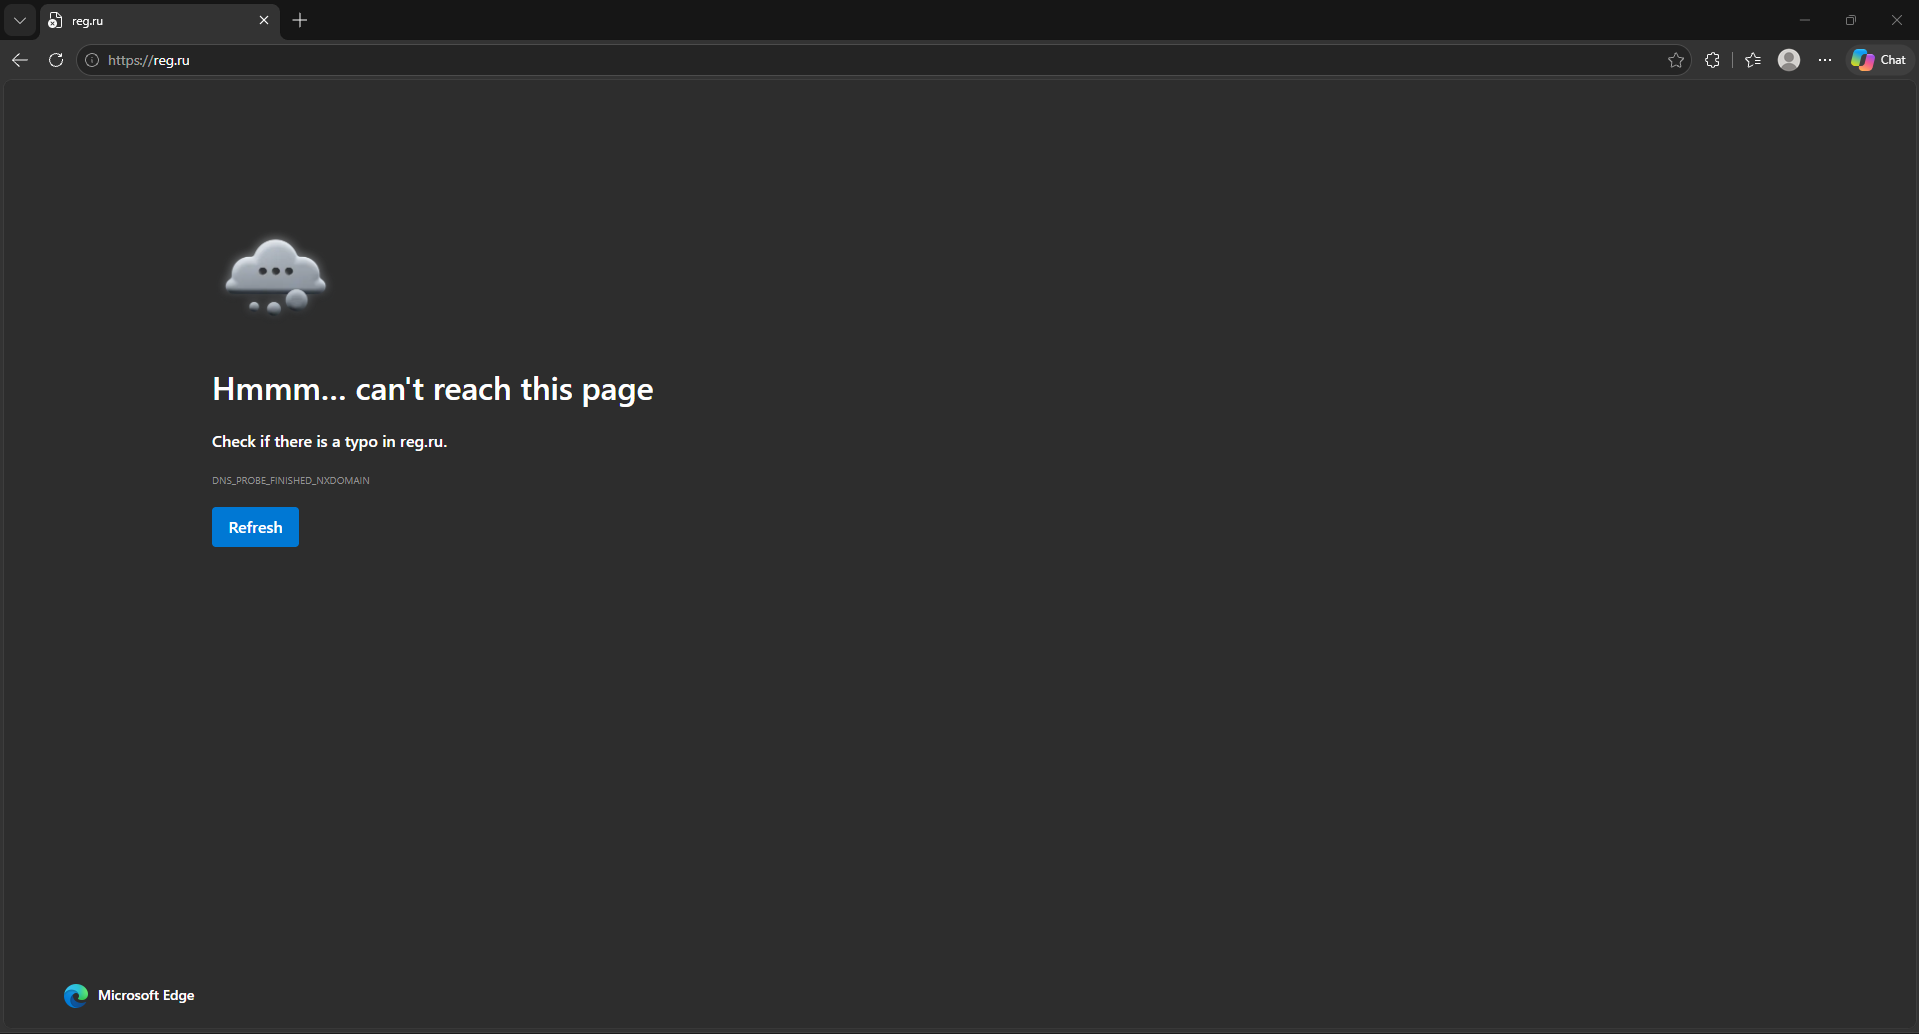 reg.ru
https://reg.ru
Chat
Hmmm... can't reach this page
Check if there is a typo in reg.ru.
DNS_PROBE_FINISHED_NXDOMAIN
Refresh
Microsoft Edge